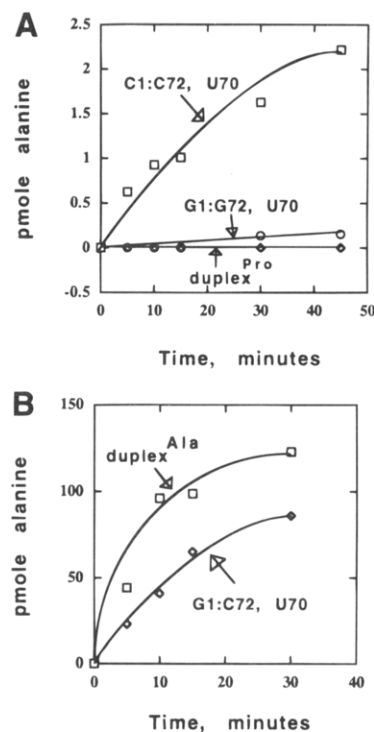 A
2.5
2
1.5
1
0.5
0
-0.5
pmole alanine
C1:C72, U70
G1:G72, U70
duplex Pro
0 10 20 30 40 50
Time, minutes
B
150
100
50
0
pmole alanine
duplex Ala
G1:C72, U70
0 10 20 30 40
Time, minutes